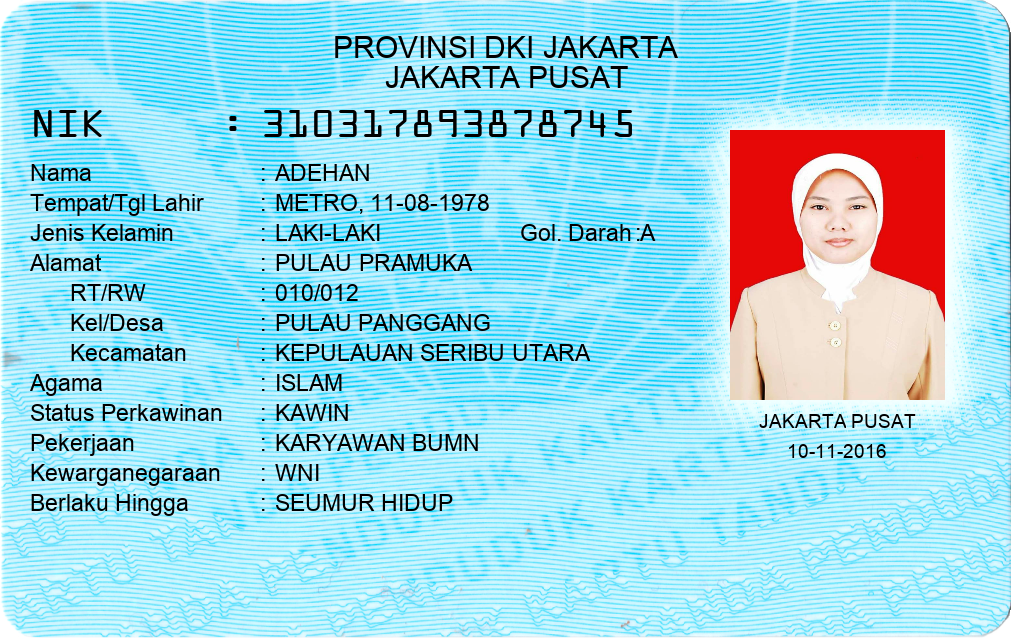 PROVINSI DKI JAKARTA
JAKARTA PUSAT
NIK : 3103178938788745
Nama : ADEHAN
Tempat/Tgl Lahir : METRO, 11-08-1978
Jenis Kelamin : LAKI-LAKI Gol. Darah :A
Alamat : PULAU PRAMUKA
RT/RW : 010/012
Kel/Desa : PULAU PANGGANG
Kecamatan : KEPULAUAN SERIBU UTARA
Agama : ISLAM
Status Perkawinan : KAWIN
Pekerjaan : KARYAWAN BUMN
Kewarganegaraan : WNI
Berlaku Hingga : SEUMUR HIDUP
JAKARTA PUSAT
10-11-2016